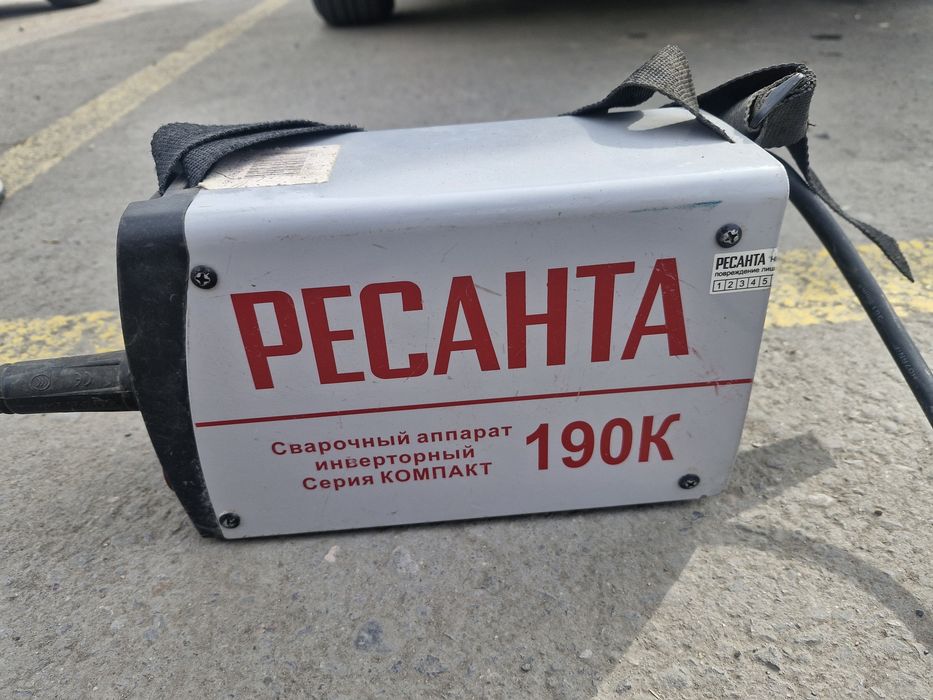 РЕСАНТА
Сварочный аппарат
инверторный
Серия КОМПАКТ
190К
РЕСАНТА
повреждение
1 2 3 4 5